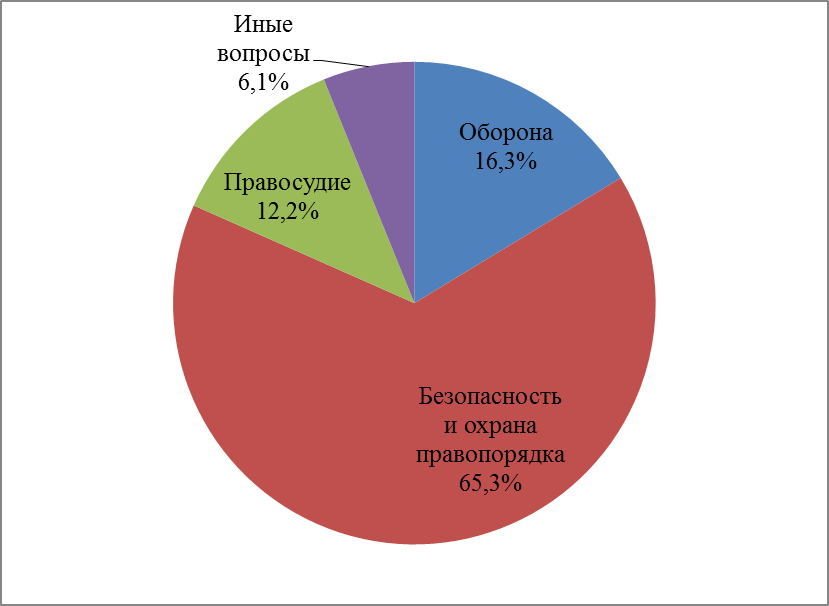 Иные
вопросы
6,1%
Оборона
16,3%
Правосудие
12,2%
Безопасность
и охрана
правопорядка
65,3%